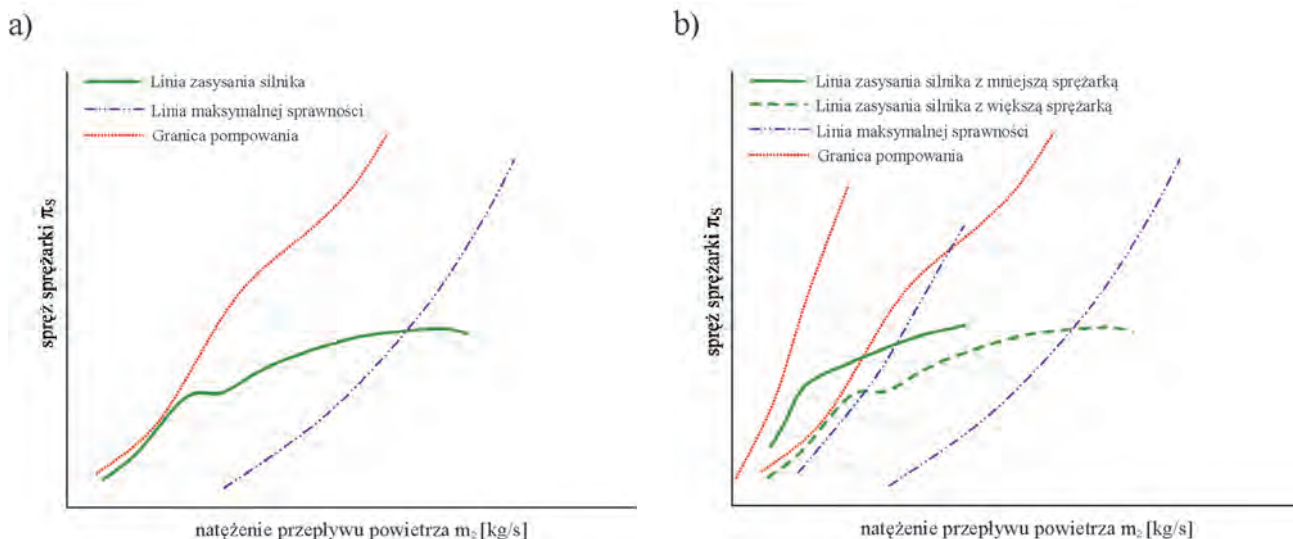 a)
Linia zasysania silnika
Linia maksymalnej sprawności
Granica pompowania
spręż sprężarki πs
natężenie przepływu powietrza m₂ [kg/s]
b)
Linia zasysania silnika z mniejszą sprężarką
Linia zasysania silnika z większą sprężarką
Linia maksymalnej sprawności
Granica pompowania
spręż sprężarki πs
natężenie przepływu powietrza m₂ [kg/s]